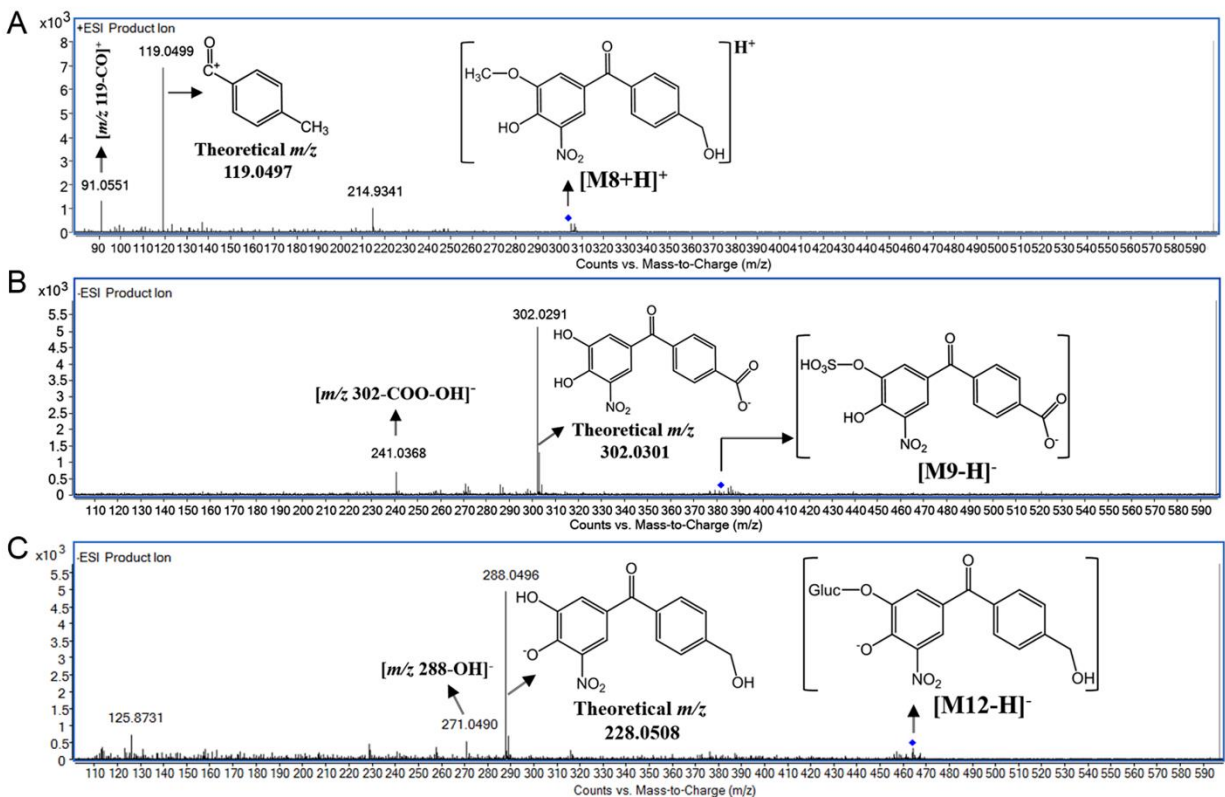 A
x10³
+ESI Product Ion
8
7
6
5
4
3
2
1
0
[m/z 119-CO]⁺
91.0551
119.0499
O
C⁺
CH₃
Theoretical m/z
119.0497
214.9341
H₃C
O
O
HO
NO₂
OH
H⁺
[M8+H]⁺
90 100 110 120 130 140 150 160 170 180 190 200 210 220 230 240 250 260 270 280 290 300 310 320 330 340 350 360 370 380 390 400 410 420 430 440 450 460 470 480 490 500 510 520 530 540 550 560 570 580 590
Counts vs. Mass-to-Charge (m/z)
B
x10³
-ESI Product Ion
5.5
5
4.5
4
3.5
3
2.5
2
1.5
1
0.5
0
[m/z 302-COO-OH]⁻
241.0368
302.0291
HO
HO
O
NO₂
O
O⁻
Theoretical m/z
302.0301
HO₃S
O
HO
O
NO₂
O
O⁻
[M9-H]⁻
110 120 130 140 150 160 170 180 190 200 210 220 230 240 250 260 270 280 290 300 310 320 330 340 350 360 370 380 390 400 410 420 430 440 450 460 470 480 490 500 510 520 530 540 550 560 570 580 590
Counts vs. Mass-to-Charge (m/z)
C
x10³
-ESI Product Ion
5.5
5
4.5
4
3.5
3
2.5
2
1.5
1
0.5
0
125.8731
[m/z 288-OH]⁻
271.0490
288.0496
HO
⁻O
O
NO₂
OH
Theoretical m/z
228.0508
Gluc
O
⁻O
O
NO₂
OH
[M12-H]⁻
110 120 130 140 150 160 170 180 190 200 210 220 230 240 250 260 270 280 290 300 310 320 330 340 350 360 370 380 390 400 410 420 430 440 450 460 470 480 490 500 510 520 530 540 550 560 570 580 590
Counts vs. Mass-to-Charge (m/z)